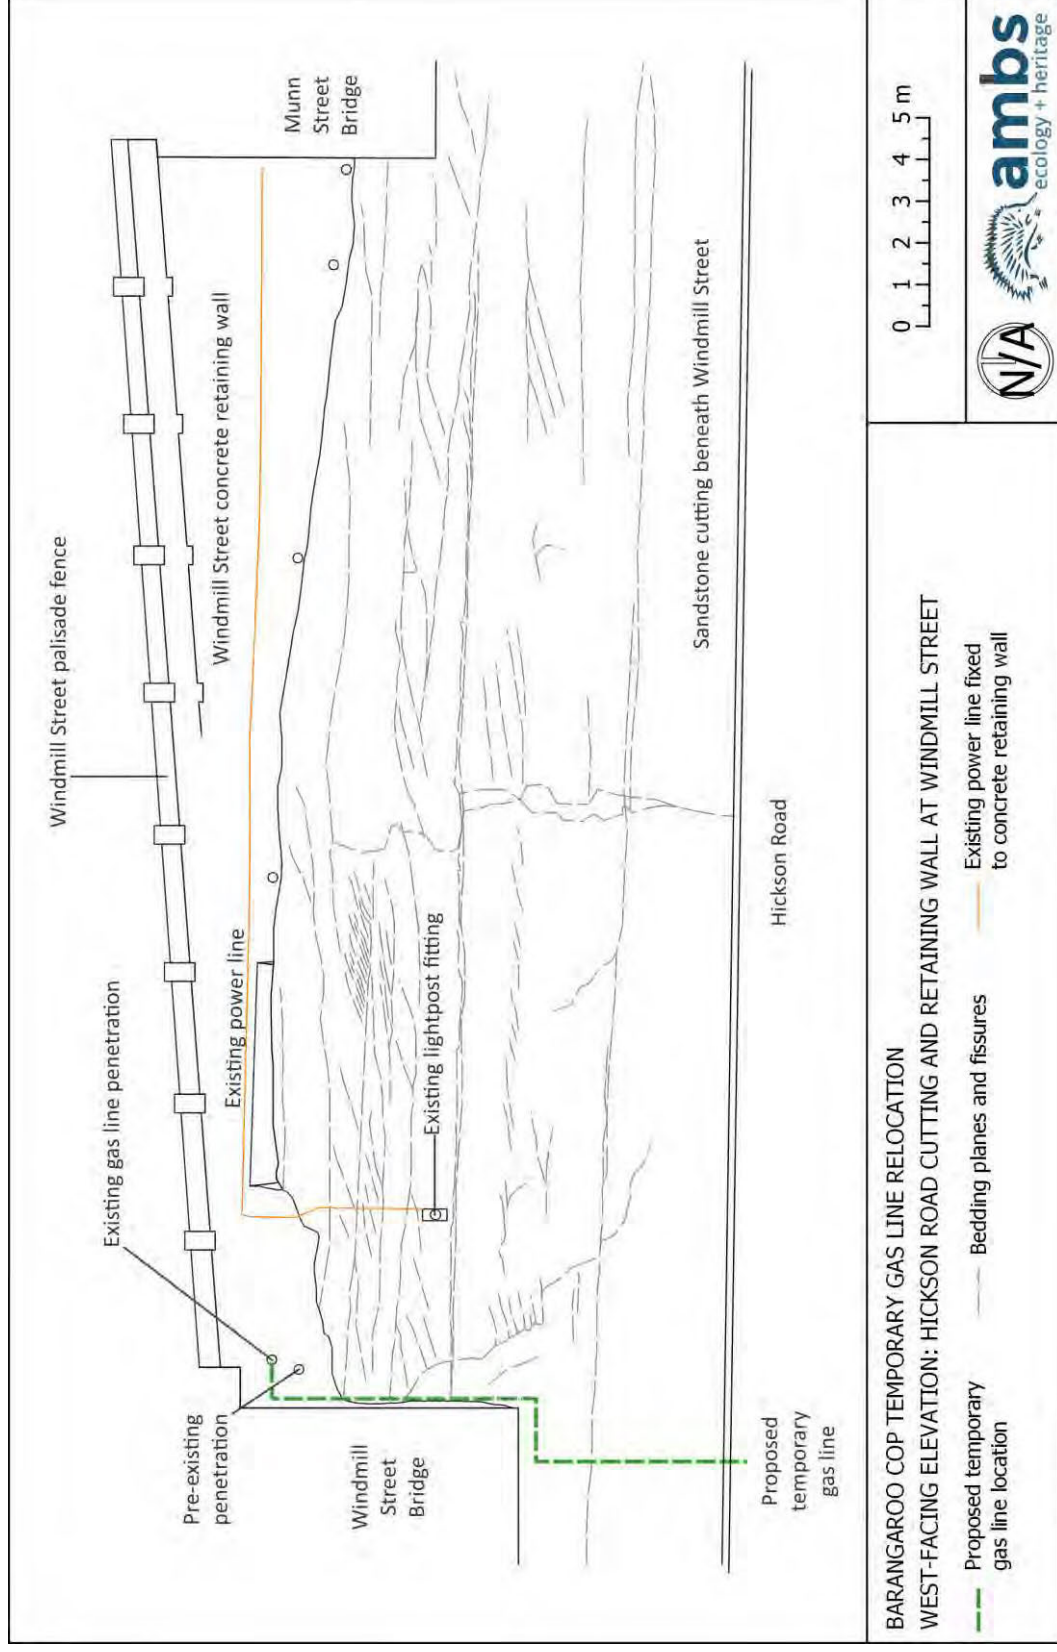 Windmill Street palisade fence
Existing gas line penetration
Pre-existing
penetration
Existing power line
Windmill Street concrete retaining wall
Munn
Street
Bridge
Windmill
Street
Bridge
Existing lightpost fitting
Sandstone cutting beneath Windmill Street
Proposed
temporary
gas line
Hickson Road
BARANGAROO COP TEMPORARY GAS LINE RELOCATION
WEST-FACING ELEVATION: HICKSON ROAD CUTTING AND RETAINING WALL AT WINDMILL STREET
Proposed temporary
gas line location
Bedding planes and fissures
Existing power line fixed
to concrete retaining wall
0 1 2 3 4 5 m
N/A
ambs
ecology + heritage